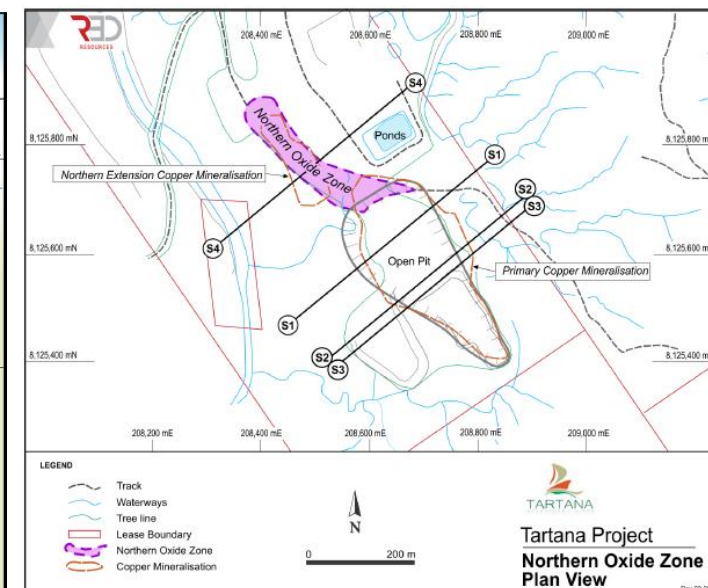 RED
RESOURCES
208,400 mE
208,600 mE
208,800 mE
209,000 mE
S4
8,125,800 mN
8,125,800 mN
Northern Oxide Zone
Ponds
S1
Northern Extension Copper Mineralisation
S2
S3
S4
8,125,600 mN
8,125,600 mN
Open Pit
Primary Copper Mineralisation
S1
S2
S3
8,125,400 mN
8,125,400 mN
208,200 mE
208,400 mE
208,600 mE
208,800 mE
209,000 mE
LEGEND
Track
Waterways
Tree line
Lease Boundary
Northern Oxide Zone
Copper Mineralisation
N
0 200 m
TARTANA
Tartana Project
Northern Oxide Zone
Plan View